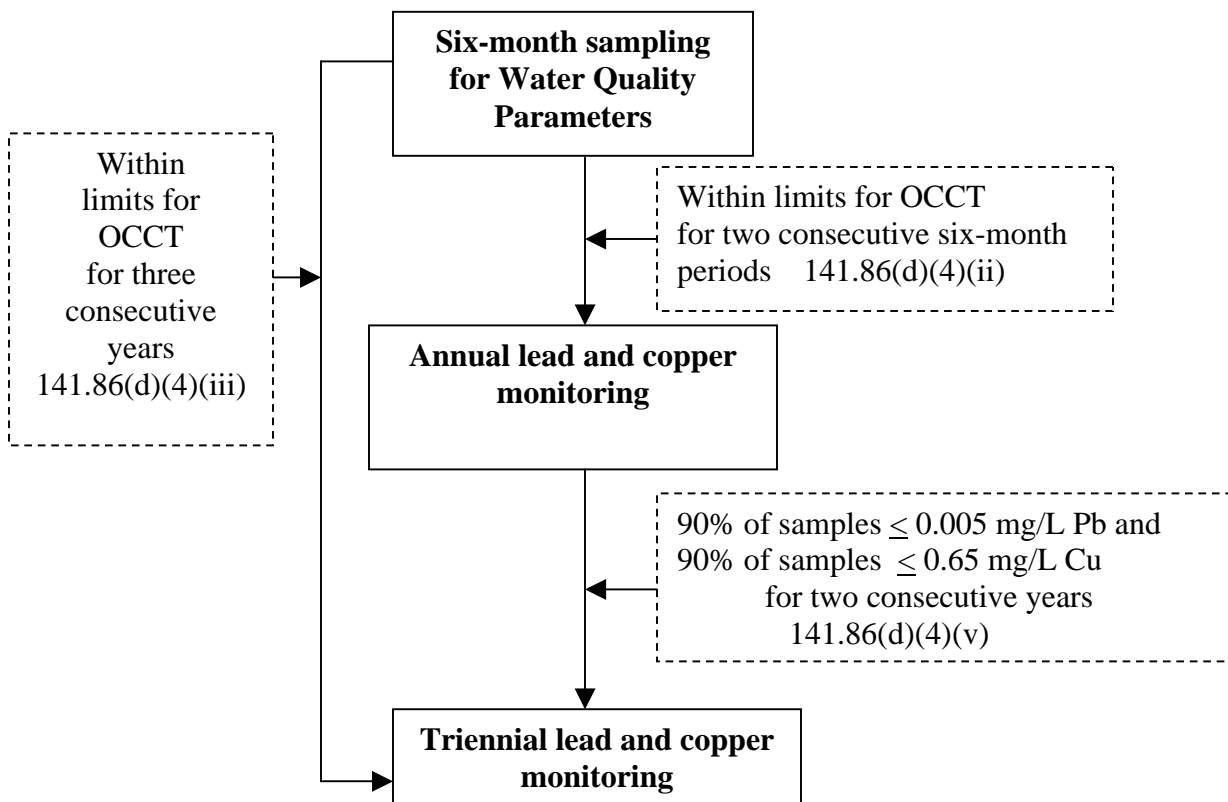 Six-month sampling
for Water Quality
Parameters
Within
limits for
OCCT
for three
consecutive
years
141.86(d)(4)(iii)
Within limits for OCCT
for two consecutive six-month
periods 141.86(d)(4)(ii)
Annual lead and copper
monitoring
90% of samples ≤ 0.005 mg/L Pb and
90% of samples ≤ 0.65 mg/L Cu
for two consecutive years
141.86(d)(4)(v)
Triennial lead and copper
monitoring